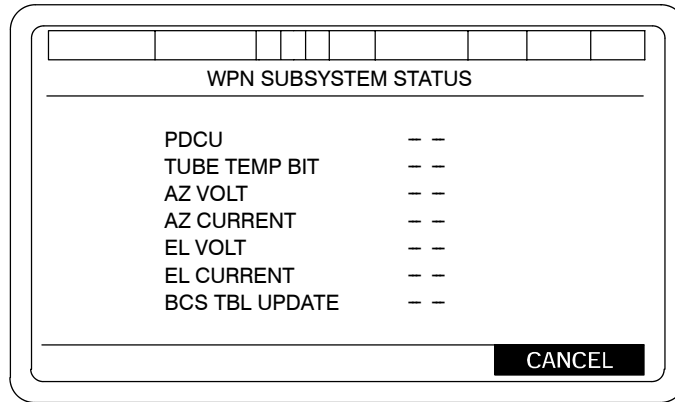 WPN SUBSYSTEM STATUS
PDCU – –
TUBE TEMP BIT – –
AZ VOLT – –
AZ CURRENT – –
EL VOLT – –
EL CURRENT – –
BCS TBL UPDATE – –
CANCEL